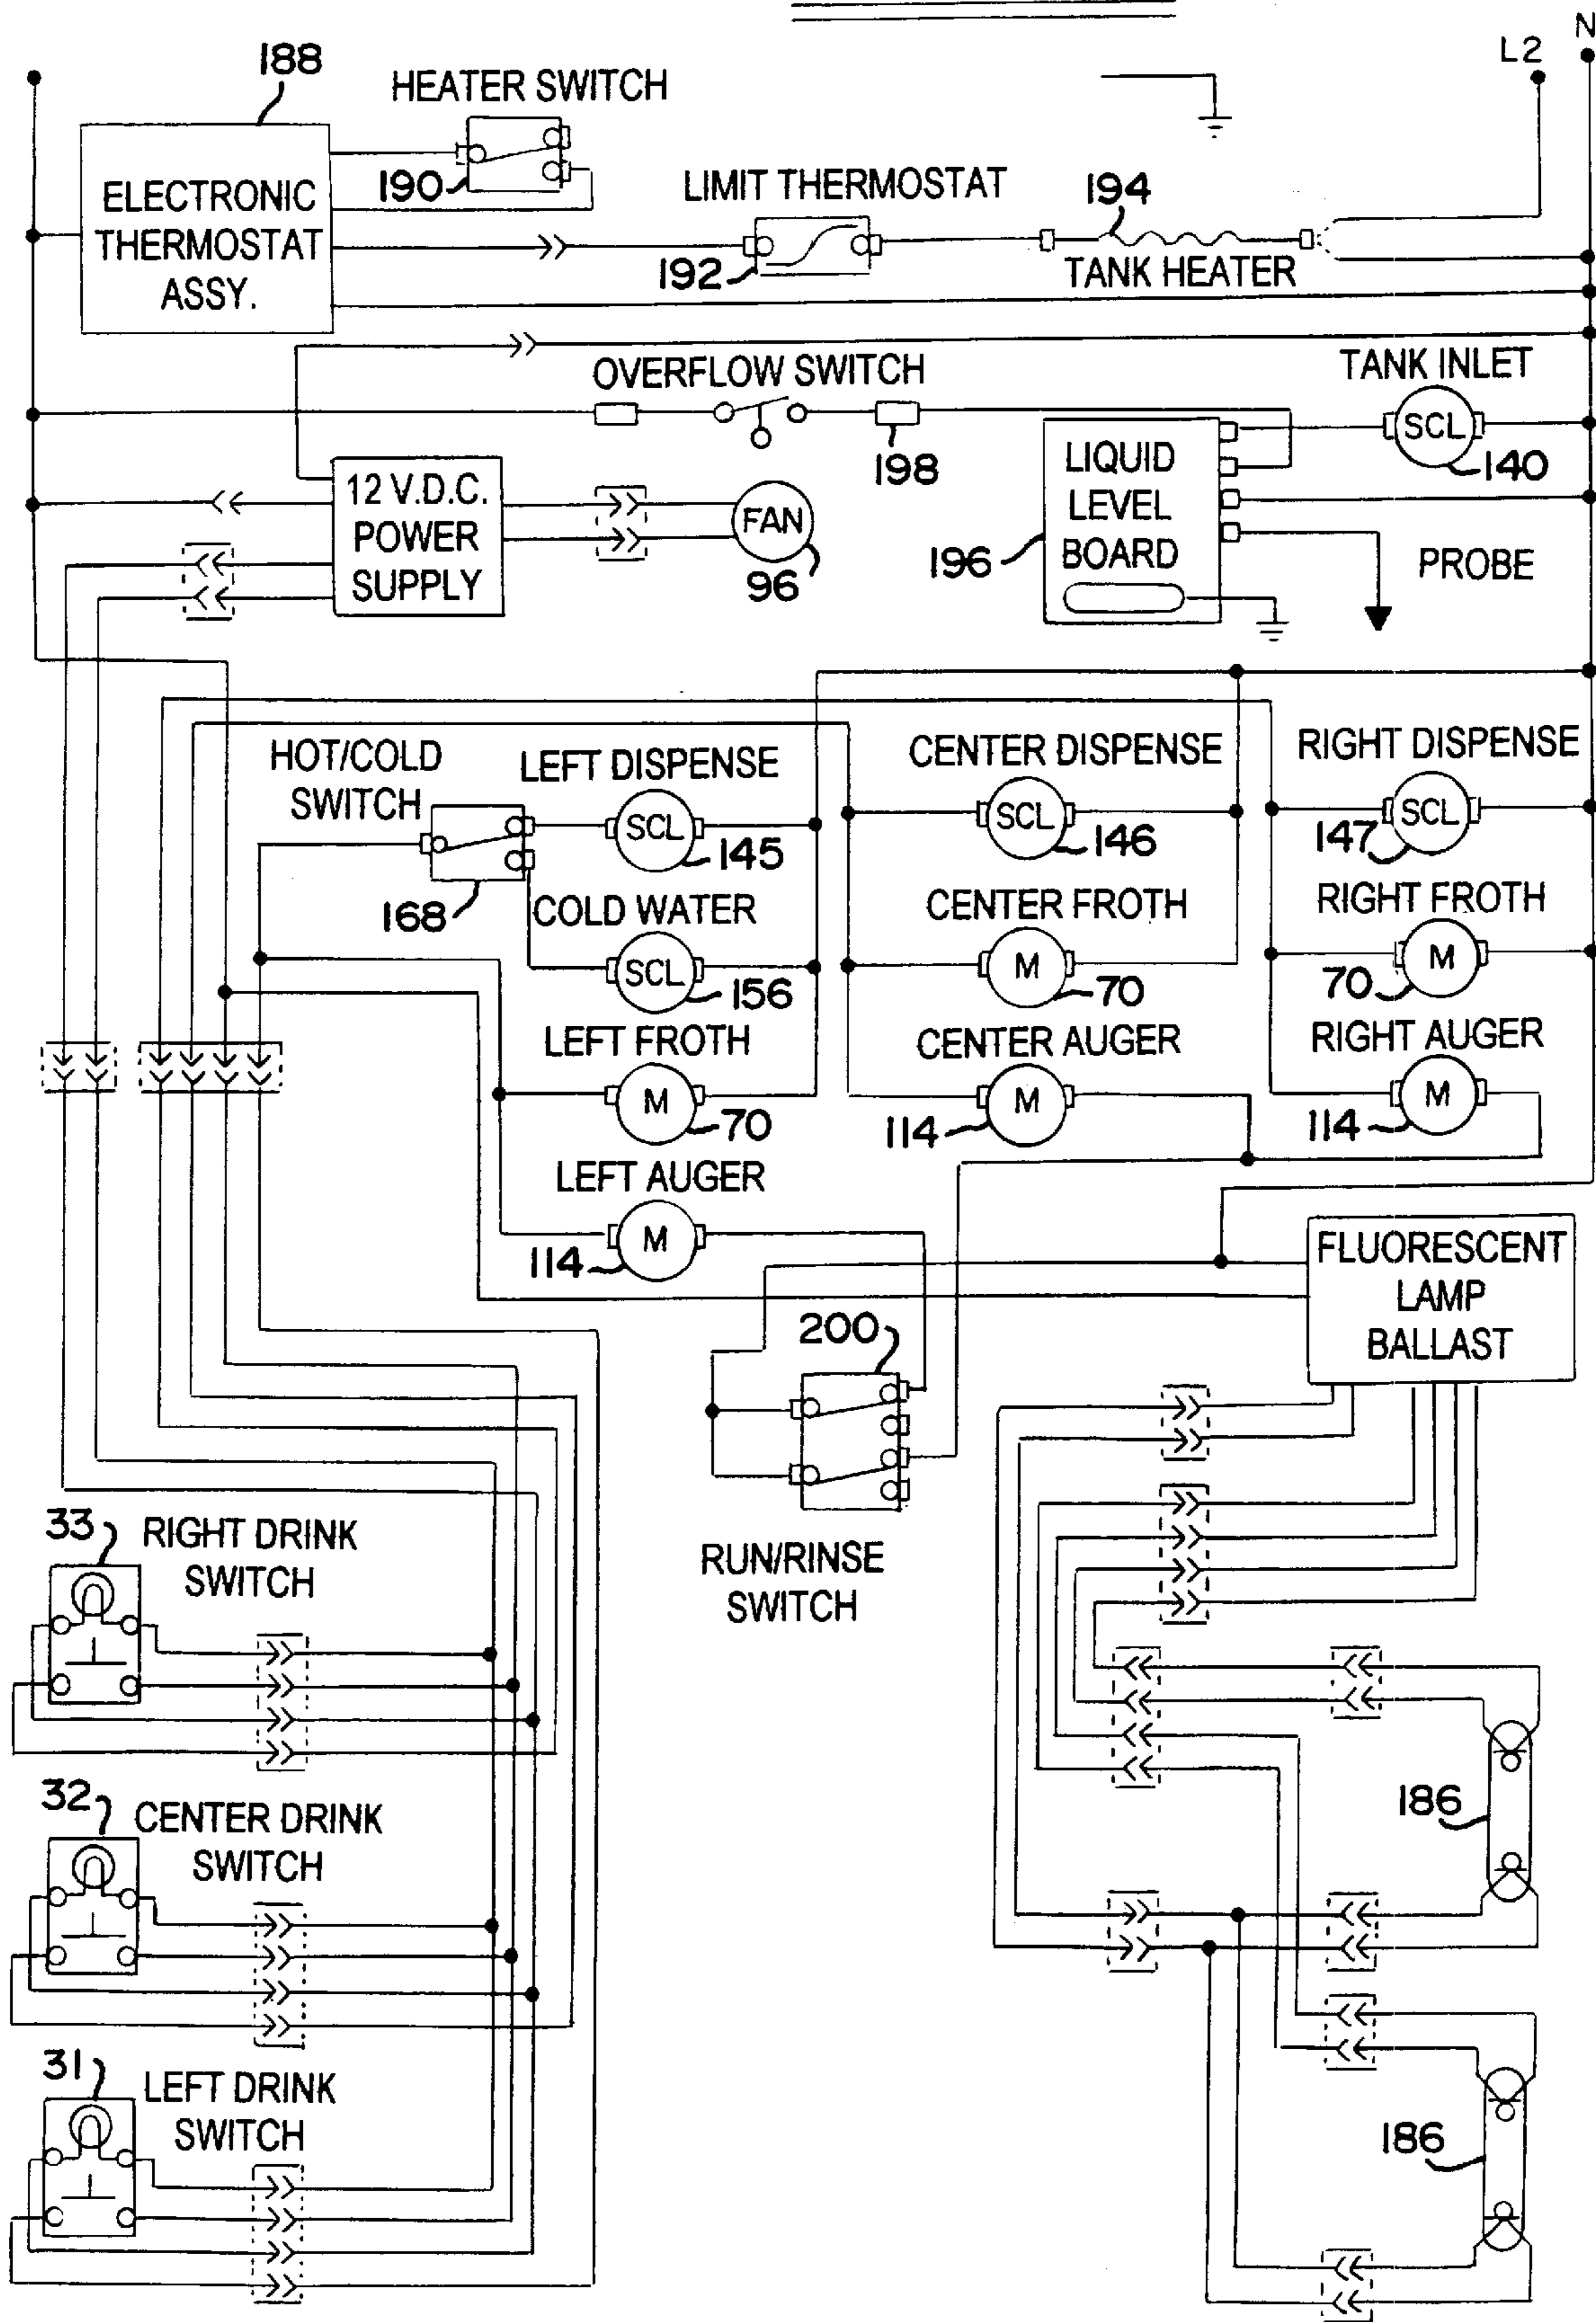 N
L2
188
HEATER SWITCH
190
ELECTRONIC
THERMOSTAT
ASSY.
LIMIT THERMOSTAT
192
194
TANK HEATER
OVERFLOW SWITCH
198
TANK INLET
SCL
140
12 V.D.C.
POWER
SUPPLY
FAN
96
LIQUID
LEVEL
BOARD
196
PROBE
HOT/COLD
SWITCH
168
LEFT DISPENSE
SCL
145
CENTER DISPENSE
SCL
146
RIGHT DISPENSE
SCL
147
COLD WATER
SCL
156
CENTER FROTH
M
70
RIGHT FROTH
M
70
LEFT FROTH
M
70
CENTER AUGER
M
114
RIGHT AUGER
M
114
LEFT AUGER
M
114
FLUORESCENT
LAMP
BALLAST
200
RUN/RINSE
SWITCH
33
RIGHT DRINK
SWITCH
32
CENTER DRINK
SWITCH
31
LEFT DRINK
SWITCH
186
186